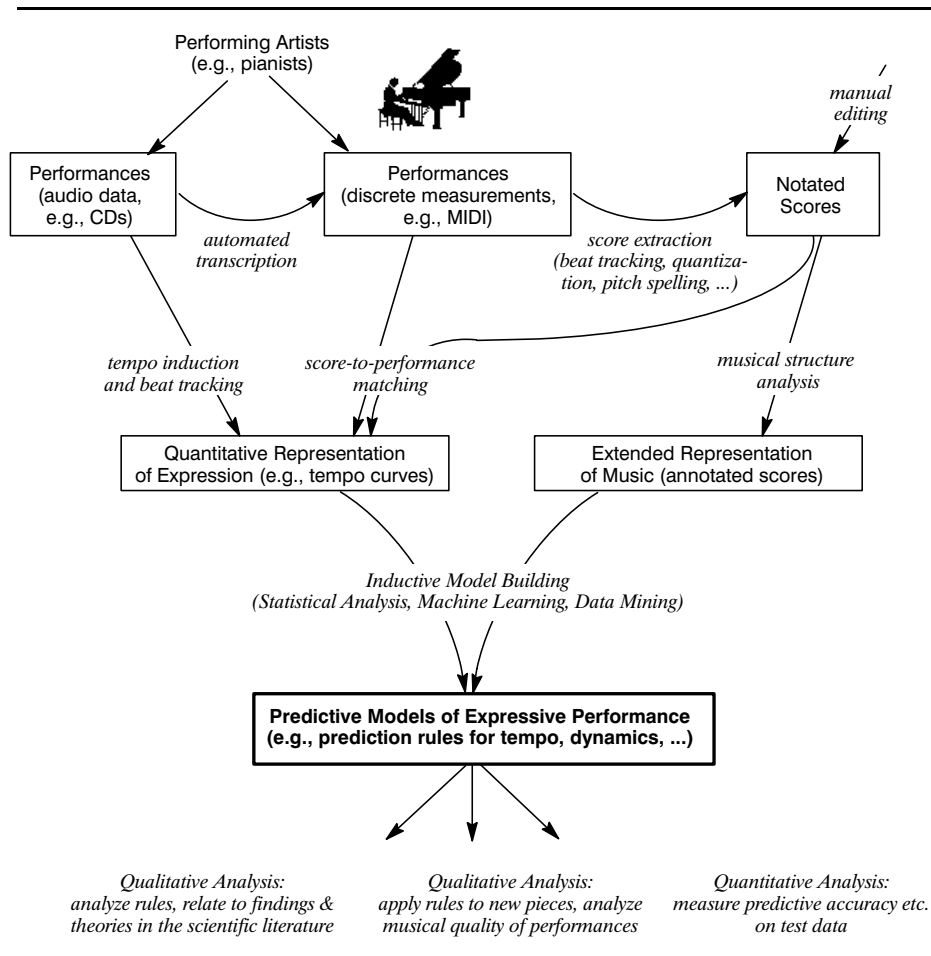 Performing Artists
(e.g., pianists)
manual
editing
Performances
(audio data,
e.g., CDs)
Performances
(discrete measurements,
e.g., MIDI)
Notated
Scores
automated
transcription
score extraction
(beat tracking, quantiza-
tion, pitch spelling, ...)
tempo induction
and beat tracking
score-to-performance
matching
musical structure
analysis
Quantitative Representation
of Expression (e.g., tempo curves)
Extended Representation
of Music (annotated scores)
Inductive Model Building
(Statistical Analysis, Machine Learning, Data Mining)
Predictive Models of Expressive Performance
(e.g., prediction rules for tempo, dynamics, ...)
Qualitative Analysis:
analyze rules, relate to findings &
theories in the scientific literature
Qualitative Analysis:
apply rules to new pieces, analyze
musical quality of performances
Quantitative Analysis:
measure predictive accuracy etc.
on test data